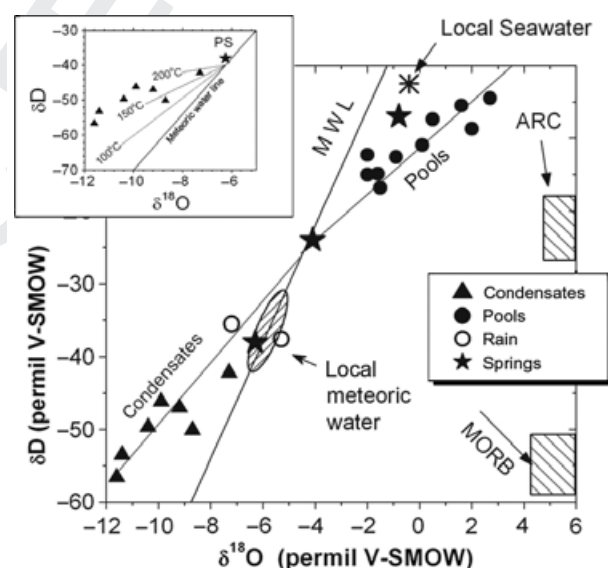 −30
−40
−50
−60
−70
δD
−12 −10 −8 −6
δ18O
PS
200°C
150°C
100°C
Meteoric water line
Local Seawater
MWL
ARC
Pools
Condensates
Pools
Rain
Springs
Condensates
Local
meteoric
water
MORB
−30
−40
−50
−60
δD (permil V-SMOW)
−12 −10 −8 −6 −4 −2 0 2 4 6
δ18O (permil V-SMOW)